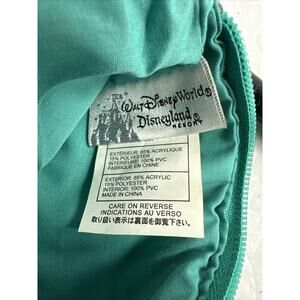 Walt Disney World®
Disneyland®
RESORT
EXTÉRIEUR: 85% ACRYLIQUE
15% POLYESTER
INTÉRIEURE: 100% PVC
FABRIQUÉ EN CHINE
EXTERIOR: 85% ACRYLIC
15% POLYESTER
INTERIOR: 100% PVC
MADE IN CHINA
CARE ON REVERSE
INDICATIONS AU VERSO
取り扱い表示は裏面を御覧下さい。